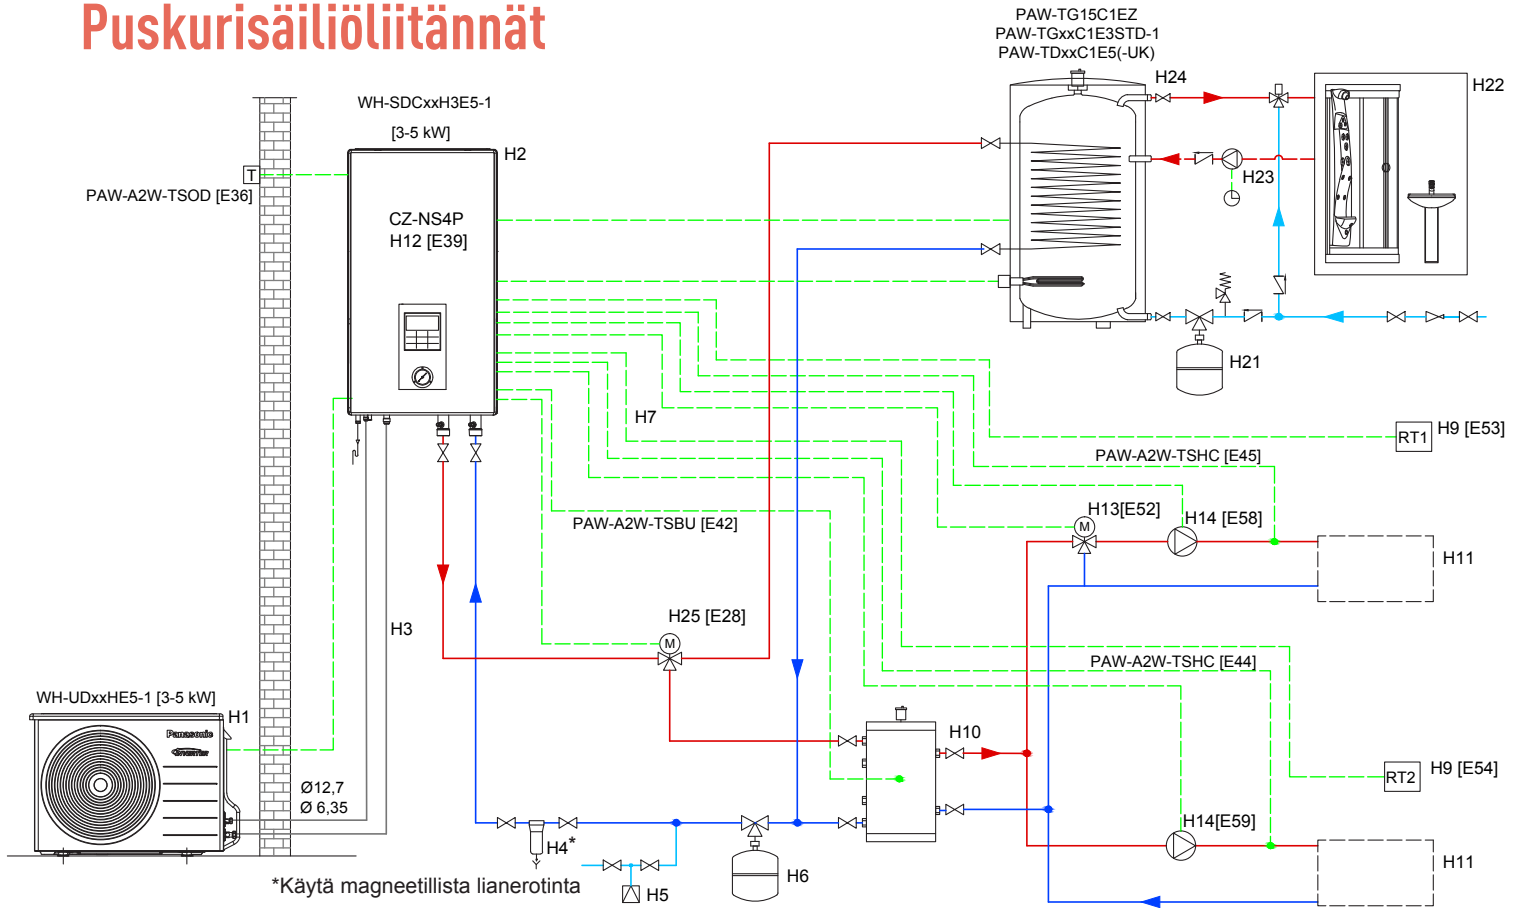 Puskurisäiliöliitännät
PAW-TG15C1EZ
PAW-TGxxC1E3STD-1
PAW-TDxxC1E5(-UK)
H24
H22
WH-SDCxxH3E5-1
[3-5 kW]
H2
T
PAW-A2W-TSOD [E36]
CZ-NS4P
H12 [E39]
H23
H21
H7
RT1
H9 [E53]
PAW-A2W-TSHC [E45]
PAW-A2W-TSBU [E42]
H13[E52]
M
H14 [E58]
H11
H25 [E28]
M
H3
PAW-A2W-TSHC [E44]
WH-UDxxHE5-1 [3-5 kW]
H1
Panasonic
INVERTER
H10
RT2
H9 [E54]
Ø12,7
Ø 6,35
H14[E59]
H4*
H11
H6
H5
*Käytä magneetillista lianerotinta